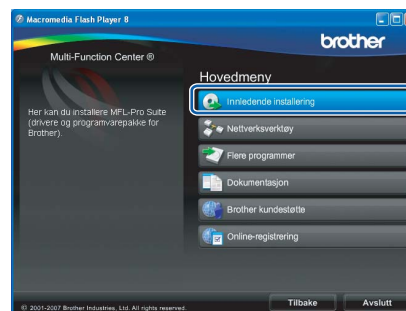 Macromedia Flash Player 8
brother
Multi-Function Center ®
Hovedmeny
Innledende installering
Her kan du installere MFL-Pro Suite
(drivere og programvarepakke for
Brother).
Nettverksverktøy
Flere programmer
Dokumentasjon
Brother kundestøtte
Online-registrering
Tilbake
Avslutt
© 2001-2007 Brother Industries, Ltd. All rights reserved.